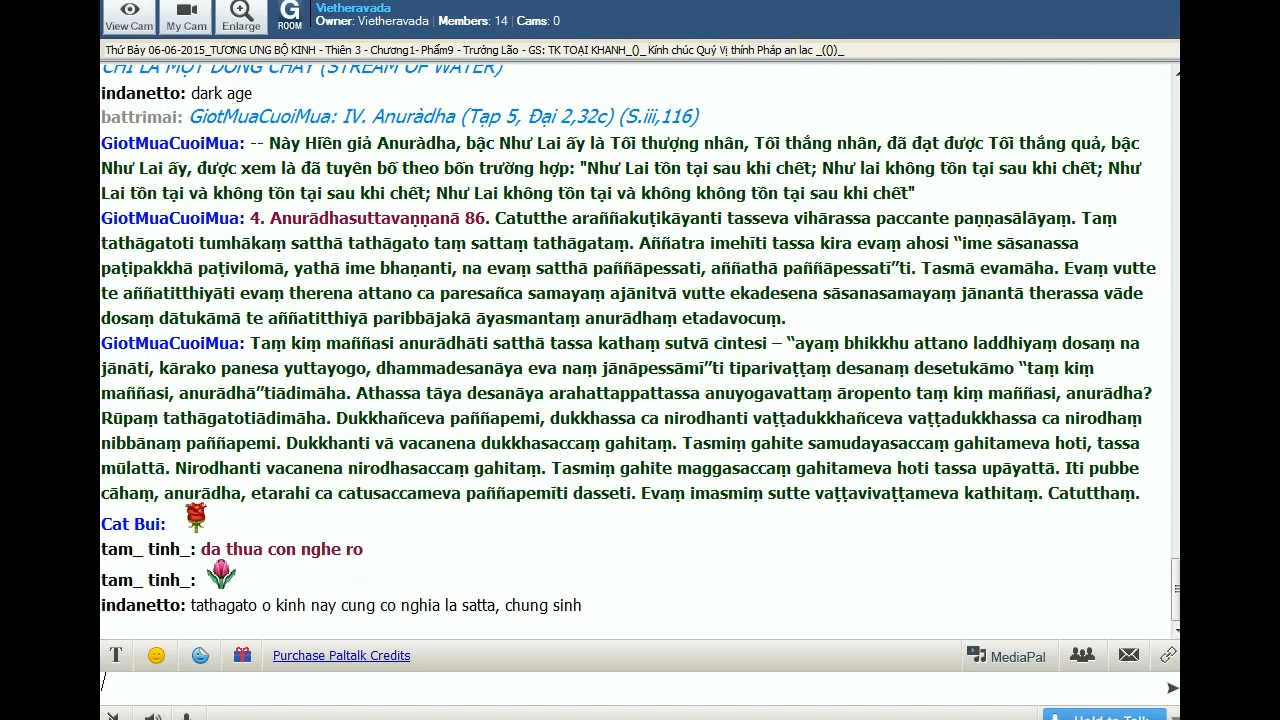 Vietheravada
View Cam My Cam Enlarge G ROOM Owner: Vietheravada | Members: 14 | Cams: 0
Thứ Bảy 06-06-2015_TƯƠNG ƯNG BỘ KINH - Thiên 3 - Chương1- Phẩm9 - Trưởng Lão - GS: TK TOẠI KHANH_()_ Kính chúc Quý Vị thính Pháp an lac _(())_
CHỈ LÀ MỘT DÒNG CHẢY (STREAM OF WATER)
indanetto: dark age
battrimai: GiotMuaCuoiMua: IV. Anuràdha (Tạp 5, Đại 2,32c) (S.iii,116)
GiotMuaCuoiMua: -- Này Hiền giả Anuràdha, bậc Như Lai ấy là Tối thượng nhân, Tối thắng nhân, đã đạt được Tối thắng quả, bậc
Như Lai ấy, được xem là đã tuyên bố theo bốn trường hợp: "Như Lai tồn tại sau khi chết; Như lai không tồn tại sau khi chết; Như
Lai tồn tại và không tồn tại sau khi chết; Như Lai không tồn tại và không không tồn tại sau khi chết"
GiotMuaCuoiMua: 4. Anurādhasuttavaṇṇanā 86. Catutthe araññakuṭikāyanti tasseva vihārassa paccante paṇṇasālāyaṃ. Taṃ
tathāgatoti tumhākaṃ satthā tathāgato taṃ sattaṃ tathāgataṃ. Aññatra imehīti tassa kira evaṃ ahosi “ime sāsanassa
paṭipakkhā paṭivilomā, yathā ime bhaṇanti, na evaṃ satthā paññāpessati, aññathā paññāpessatī”ti. Tasmā evamāha. Evaṃ vutte
te aññatitthiyāti evaṃ therena attano ca paresañca samayaṃ ajānitvā vutte ekadesena sāsanasamayaṃ jānantā therassa vāde
dosaṃ dātukāmā te aññatitthiyā paribbājakā āyasmantaṃ anurādhaṃ etadavocuṃ.
GiotMuaCuoiMua: Taṃ kiṃ maññasi anurādhāti satthā tassa kathaṃ sutvā cintesi – “ayaṃ bhikkhu attano laddhiyaṃ dosaṃ na
jānāti, kārako panesa yuttayogo, dhammadesanāya eva naṃ jānāpessāmī”ti tiparivaṭṭaṃ desanaṃ desetukāmo “taṃ kiṃ
maññasi, anurādhā”tiādimāha. Athassa tāya desanāya arahattappattassa anuyogavattaṃ āropento taṃ kiṃ maññasi, anurādha?
Rūpaṃ tathāgatotiādimāha. Dukkhañceva paññapemi, dukkhassa ca nirodhanti vaṭṭadukkhañceva vaṭṭadukkhassa ca nirodhaṃ
nibbānaṃ paññapemi. Dukkhanti vā vacanena dukkhasaccaṃ gahitaṃ. Tasmiṃ gahite samudayasaccaṃ gahitameva hoti, tassa
mūlattā. Nirodhanti vacanena nirodhasaccaṃ gahitaṃ. Tasmiṃ gahite maggasaccaṃ gahitameva hoti tassa upāyattā. Iti pubbe
cāhaṃ, anurādha, etarahi ca catusaccameva paññapemīti dasseti. Evaṃ imasmiṃ sutte vaṭṭavivaṭṭameva kathitaṃ. Catutthaṃ.
Cat Bui:
tam_ tinh_: da thua con nghe ro
tam_ tinh_:
indanetto: tathagato o kinh nay cung co nghia la satta, chung sinh
T Purchase Paltalk Credits MediaPal
Hold to Talk